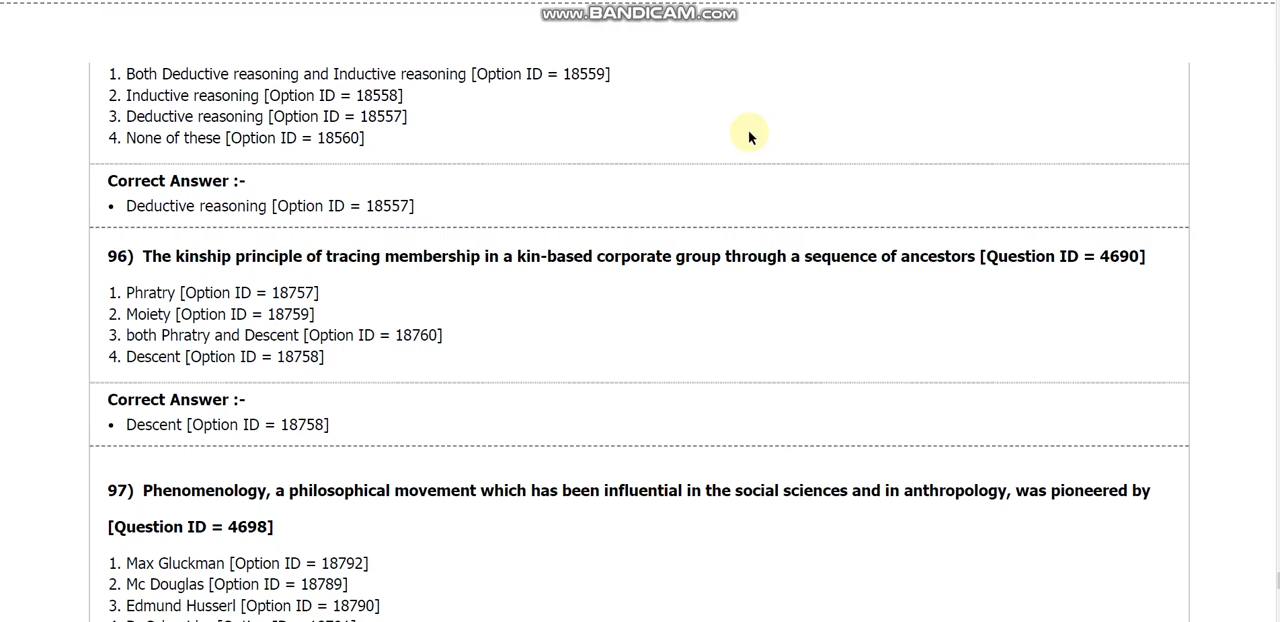 www.BANDICAM.com
1. Both Deductive reasoning and Inductive reasoning [Option ID = 18559]
2. Inductive reasoning [Option ID = 18558]
3. Deductive reasoning [Option ID = 18557]
4. None of these [Option ID = 18560]
Correct Answer :-
• Deductive reasoning [Option ID = 18557]
96) The kinship principle of tracing membership in a kin-based corporate group through a sequence of ancestors [Question ID = 4690]
1. Phratry [Option ID = 18757]
2. Moiety [Option ID = 18759]
3. both Phratry and Descent [Option ID = 18760]
4. Descent [Option ID = 18758]
Correct Answer :-
• Descent [Option ID = 18758]
97) Phenomenology, a philosophical movement which has been influential in the social sciences and in anthropology, was pioneered by
[Question ID = 4698]
1. Max Gluckman [Option ID = 18792]
2. Mc Douglas [Option ID = 18789]
3. Edmund Husserl [Option ID = 18790]